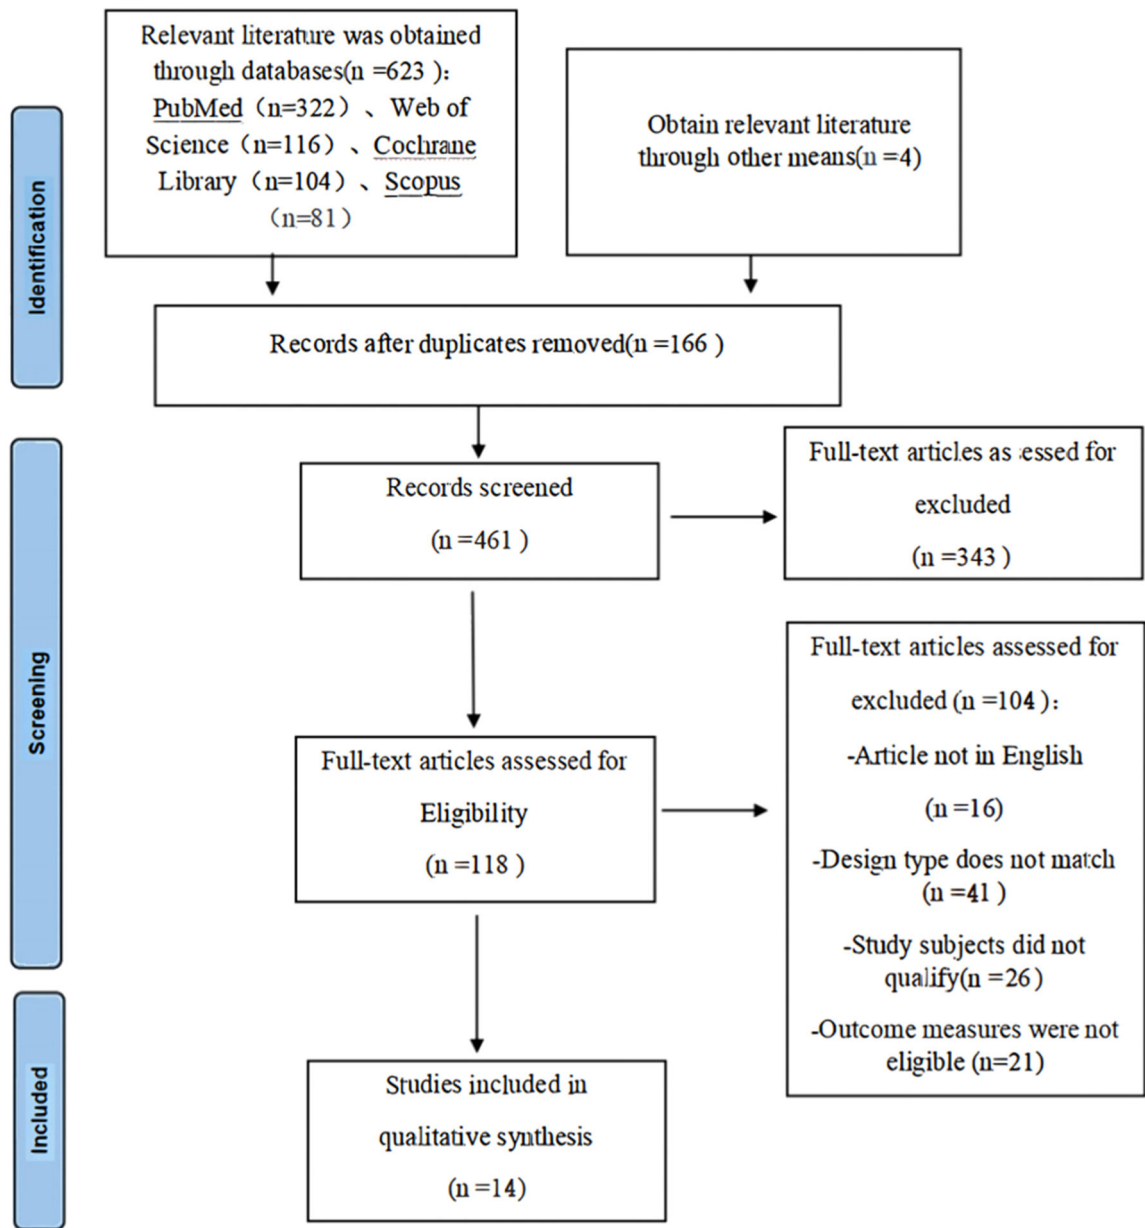 Relevant literature was obtained
through databases(n =623 )：
PubMed（n=322）、Web of
Science（n=116）、Cochrane
Library（n=104）、Scopus
（n=81）
Obtain relevant literature
through other means(n =4)
Identification
Records after duplicates removed(n =166 )
Records screened
(n =461 )
Full-text articles as :essed for
excluded
(n =343 )
Screening
Full-text articles assessed for
Eligibility
(n =118 )
Full-text articles assessed for
excluded (n =104 )：
-Article not in English
(n =16)
-Design type does not match
(n =41 )
-Study subjects did not
qualify(n =26 )
-Outcome measures were not
eligible (n=21)
Included
Studies included in
qualitative synthesis
(n =14)